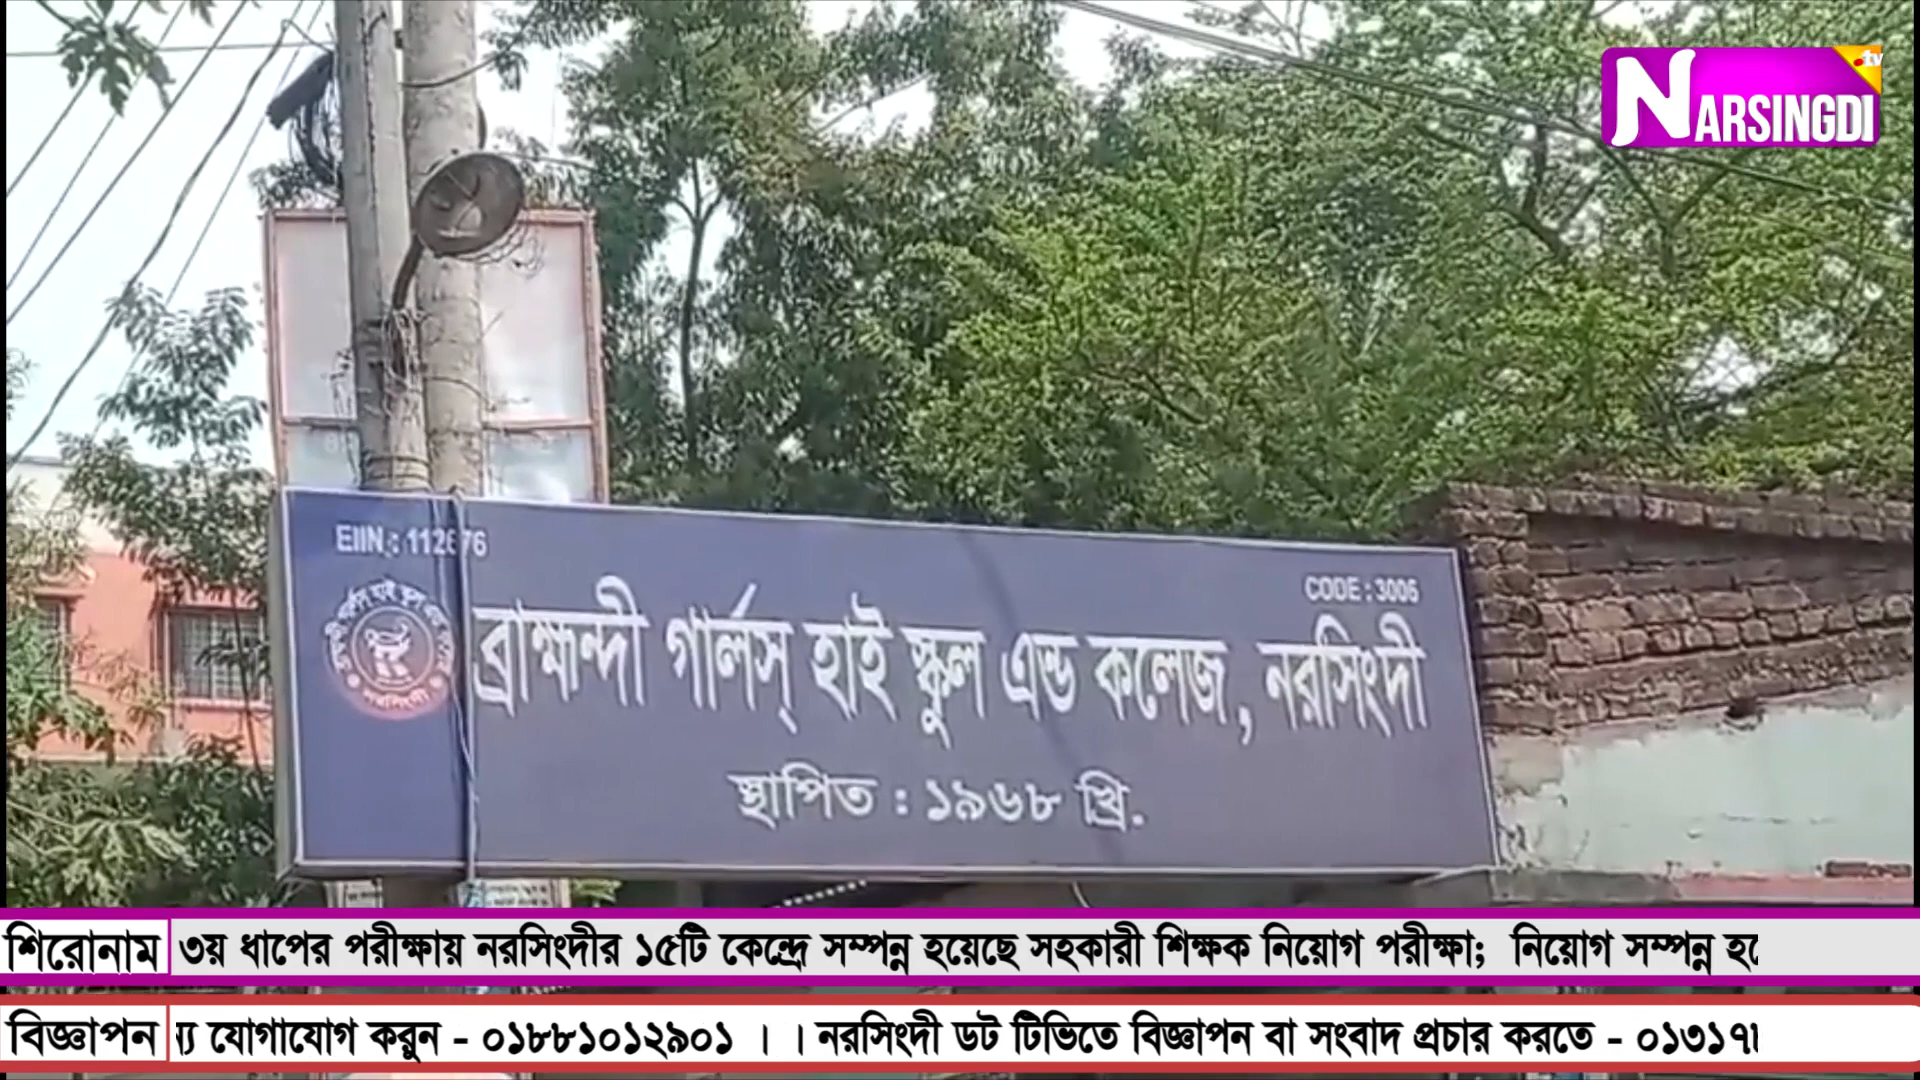 NARSINGDI
.tv
EIIN : 112676
CODE : 3006
ব্রাহ্মন্দী গার্লস্ হাই স্কুল এন্ড কলেজ, নরসিংদী
স্থাপিত : ১৯৬৮ খ্রি.
শিরোনাম
৩য় ধাপের পরীক্ষায় নরসিংদীর ১৫টি কেন্দ্রে সম্পন্ন হয়েছে সহকারী শিক্ষক নিয়োগ পরীক্ষা; নিয়োগ সম্পন্ন
বিজ্ঞাপন
যোগাযোগ করুন - ০১৮৮১০১২৯০১ । । নরসিংদী ডট টিভিতে বিজ্ঞাপন বা সংবাদ প্রচার করতে - ০১৩১৭